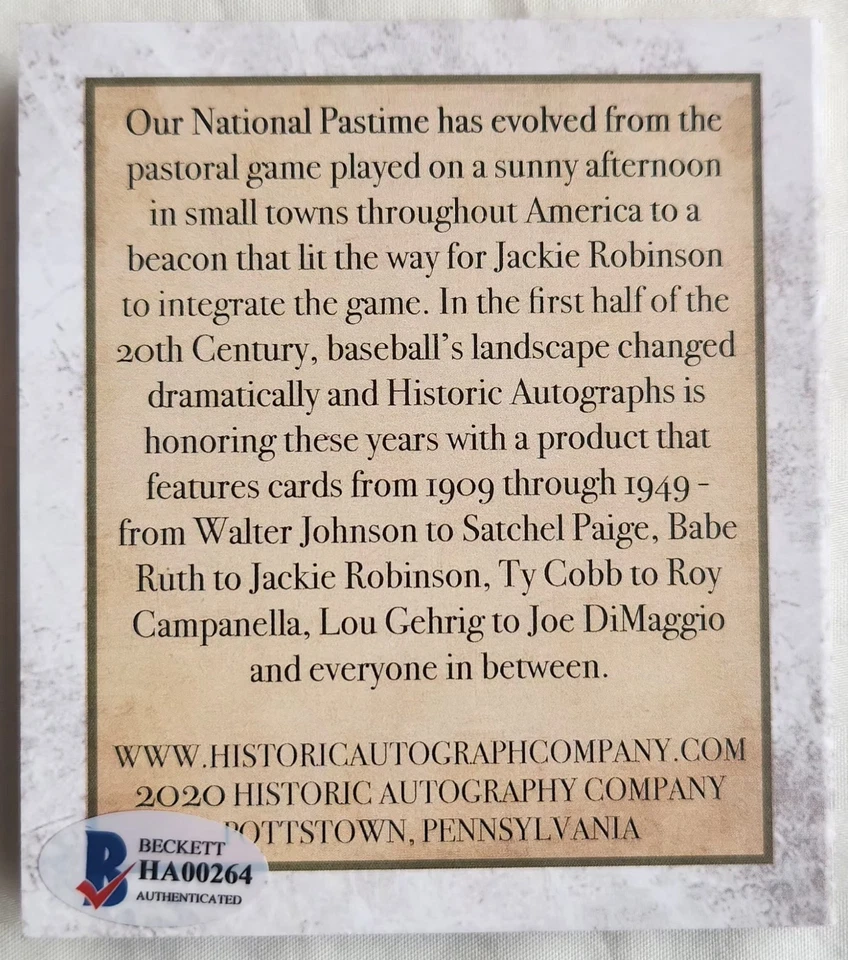 Our National Pastime has evolved from the
pastoral game played on a sunny afternoon
in small towns throughout America to a
beacon that lit the way for Jackie Robinson
to integrate the game. In the first half of the
20th Century, baseball's landscape changed
dramatically and Historic Autographs is
honoring these years with a product that
features cards from 1909 through 1949 -
from Walter Johnson to Satchel Paige, Babe
Ruth to Jackie Robinson, Ty Cobb to Roy
Campanella, Lou Gehrig to Joe DiMaggio
and everyone in between.
WWW.HISTORICAUTOGRAPHCOMPANY.COM
2020 HISTORIC AUTOGRAPHY COMPANY
POTTSTOWN, PENNSYLVANIA
B
BECKETT
HA00264
AUTHENTICATED